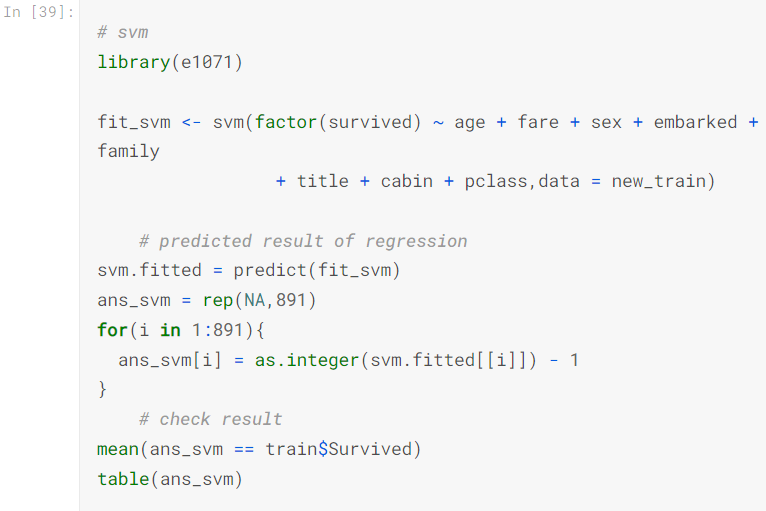 In [39]:
# svm
library(e1071)
fit_svm <- svm(factor(survived) ~ age + fare + sex + embarked +
family
+ title + cabin + pclass,data = new_train)
# predicted result of regression
svm.fitted = predict(fit_svm)
ans_svm = rep(NA,891)
for(i in 1:891){
ans_svm[i] = as.integer(svm.fitted[[i]]) - 1
}
# check result
mean(ans_svm == train$Survived)
table(ans_svm)